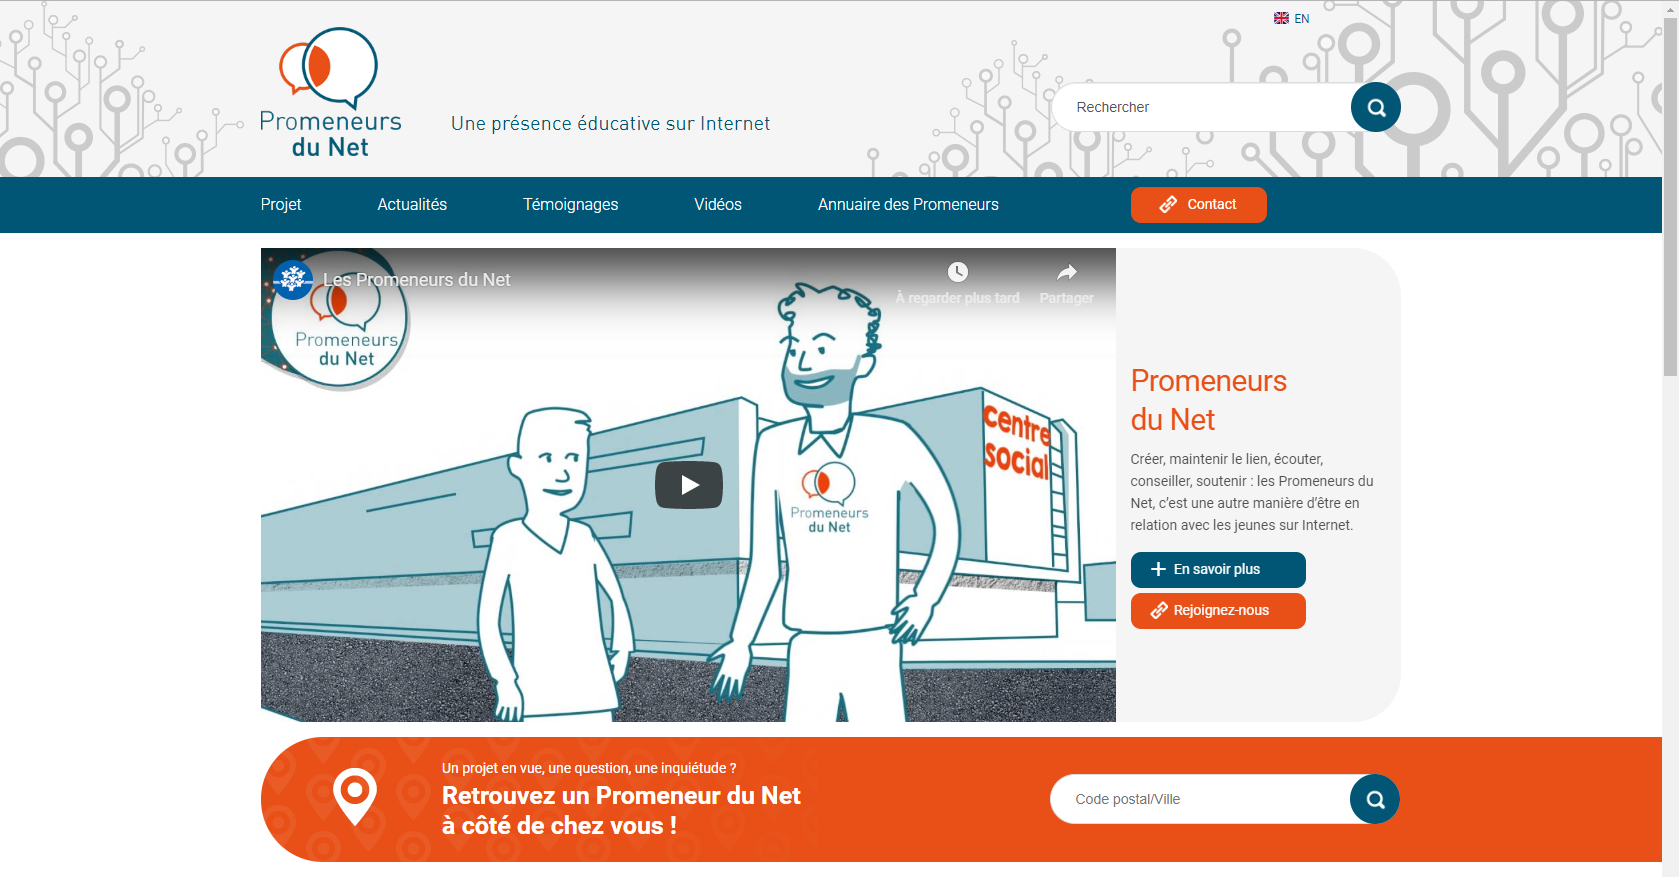 EN
Promeneurs
du Net
Une présence éducative sur Internet
Rechercher
Projet
Actualités
Témoignages
Vidéos
Annuaire des Promeneurs
Contact
Les Promeneurs du Net
À regarder plus tard
Partager
Promeneurs
du Net
centre
social
Promeneurs
du Net
Promeneurs
du Net
Créer, maintenir le lien, écouter,
conseiller, soutenir : les Promeneurs du
Net, c’est une autre manière d’être en
relation avec les jeunes sur Internet.
En savoir plus
Rejoignez-nous
Un projet en vue, une question, une inquiétude ?
Retrouvez un Promeneur du Net
à côté de chez vous !
Code postal/Ville